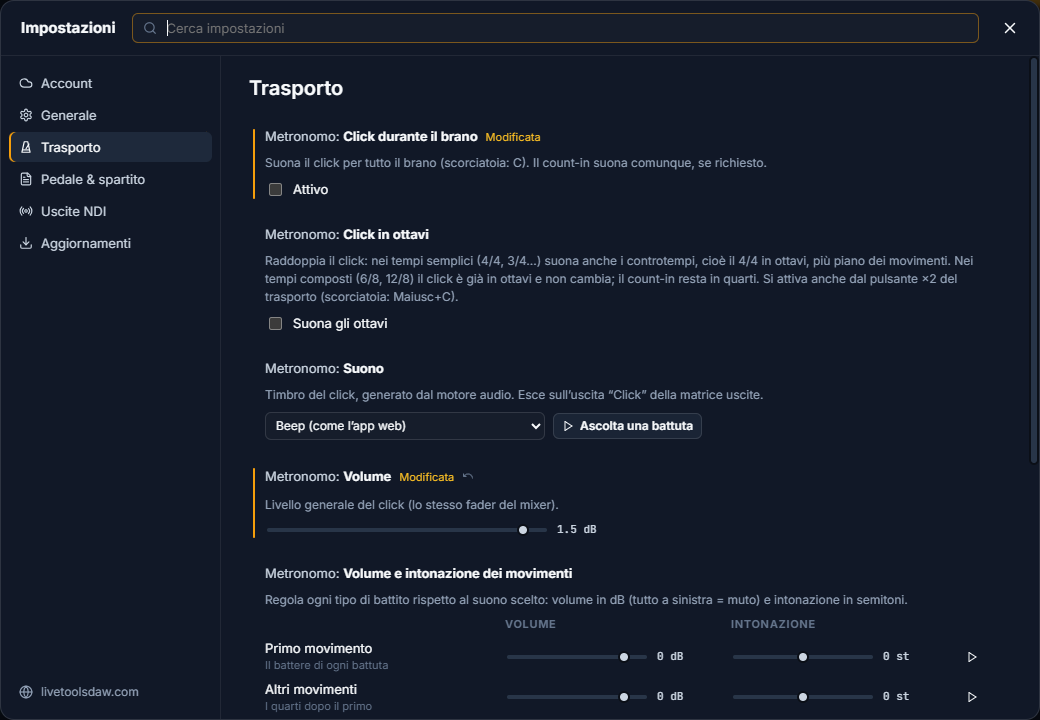 Impostazioni
Cerca impostazioni
Account
Generale
Trasporto
Pedale & spartito
Uscite NDI
Aggiornamenti
livetoolsdaw.com
Trasporto
Metronomo: Click durante il brano Modificata
Suona il click per tutto il brano (scorciatoia: C). Il count-in suona comunque, se richiesto.
Attivo
Metronomo: Click in ottavi
Raddoppia il click: nei tempi semplici (4/4, 3/4…) suona anche i controtempi, cioè il 4/4 in ottavi, più piano dei movimenti. Nei
tempi composti (6/8, 12/8) il click è già in ottavi e non cambia; il count-in resta in quarti. Si attiva anche dal pulsante ×2 del
trasporto (scorciatoia: Maiusc+C).
Suona gli ottavi
Metronomo: Suono
Timbro del click, generato dal motore audio. Esce sull’uscita “Click” della matrice uscite.
Beep (come l’app web)
Ascolta una battuta
Metronomo: Volume Modificata
Livello generale del click (lo stesso fader del mixer).
1.5 dB
Metronomo: Volume e intonazione dei movimenti
Regola ogni tipo di battito rispetto al suono scelto: volume in dB (tutto a sinistra = muto) e intonazione in semitoni.
VOLUME INTONAZIONE
Primo movimento
Il battere di ogni battuta
0 dB 0 st
Altri movimenti
I quarti dopo il primo
0 dB 0 st